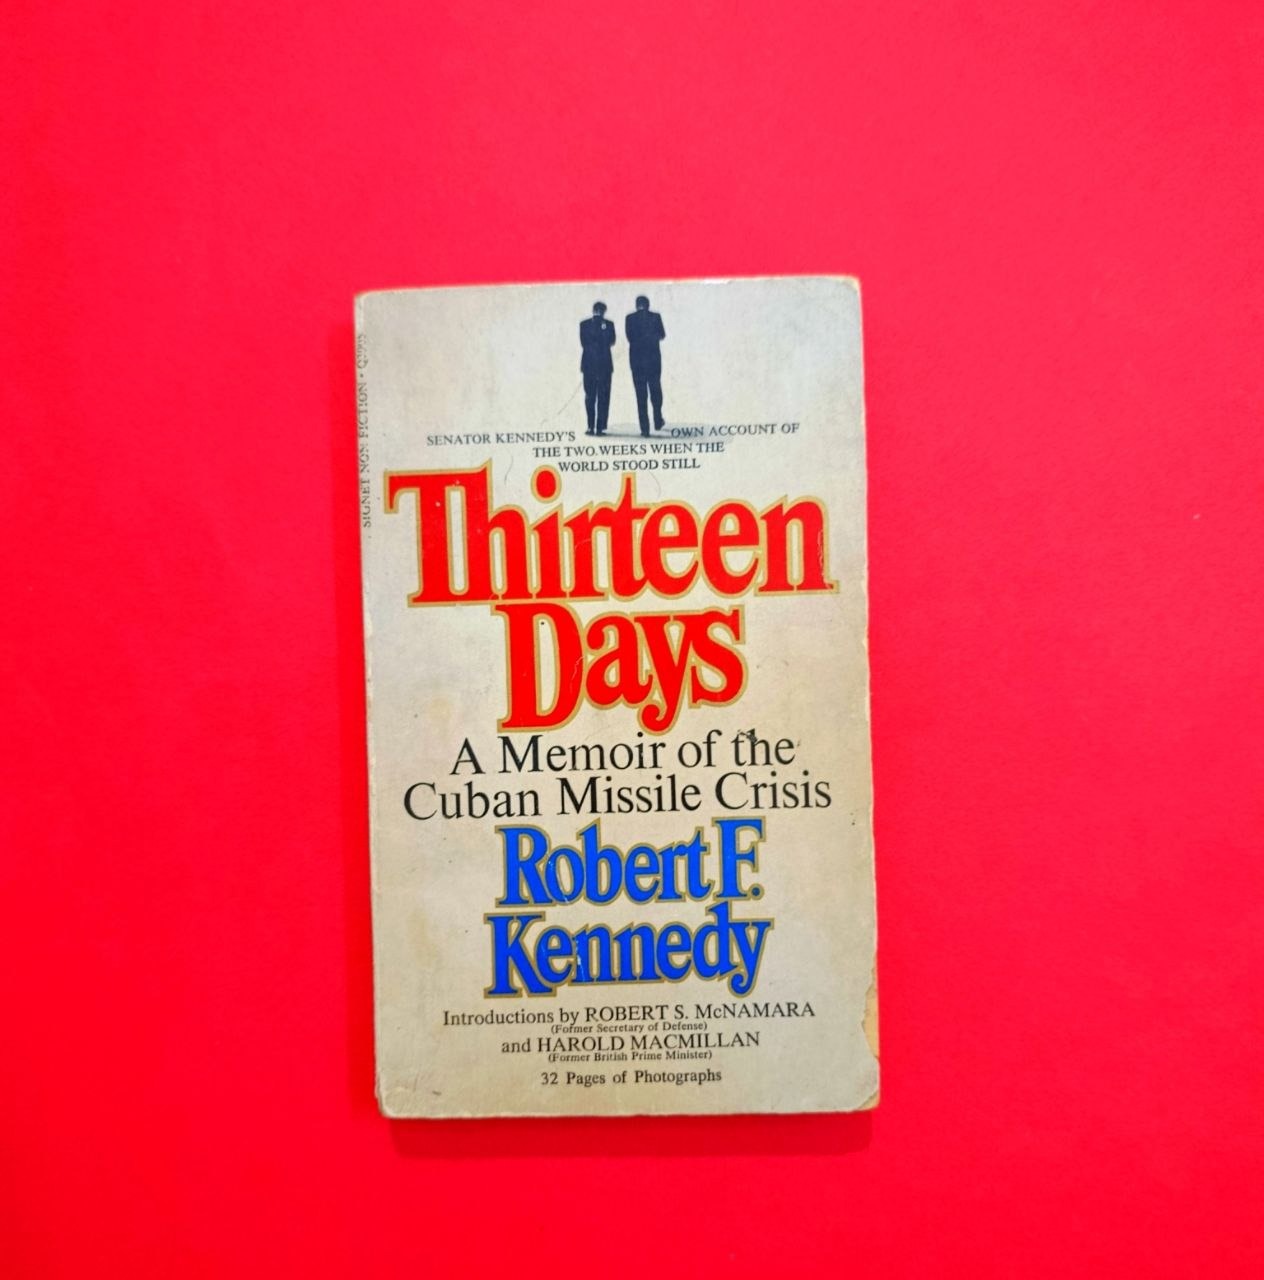 SENATOR KENNEDY'S OWN ACCOUNT OF
THE TWO WEEKS WHEN THE
WORLD STOOD STILL
Thirteen
Days
A Memoir of the
Cuban Missile Crisis
Robert F.
Kennedy
Introductions by ROBERT S. McNAMARA
(Former Secretary of Defense)
and HAROLD MACMILLAN
(Former British Prime Minister)
32 Pages of Photographs
SIGNET NON FICTION •